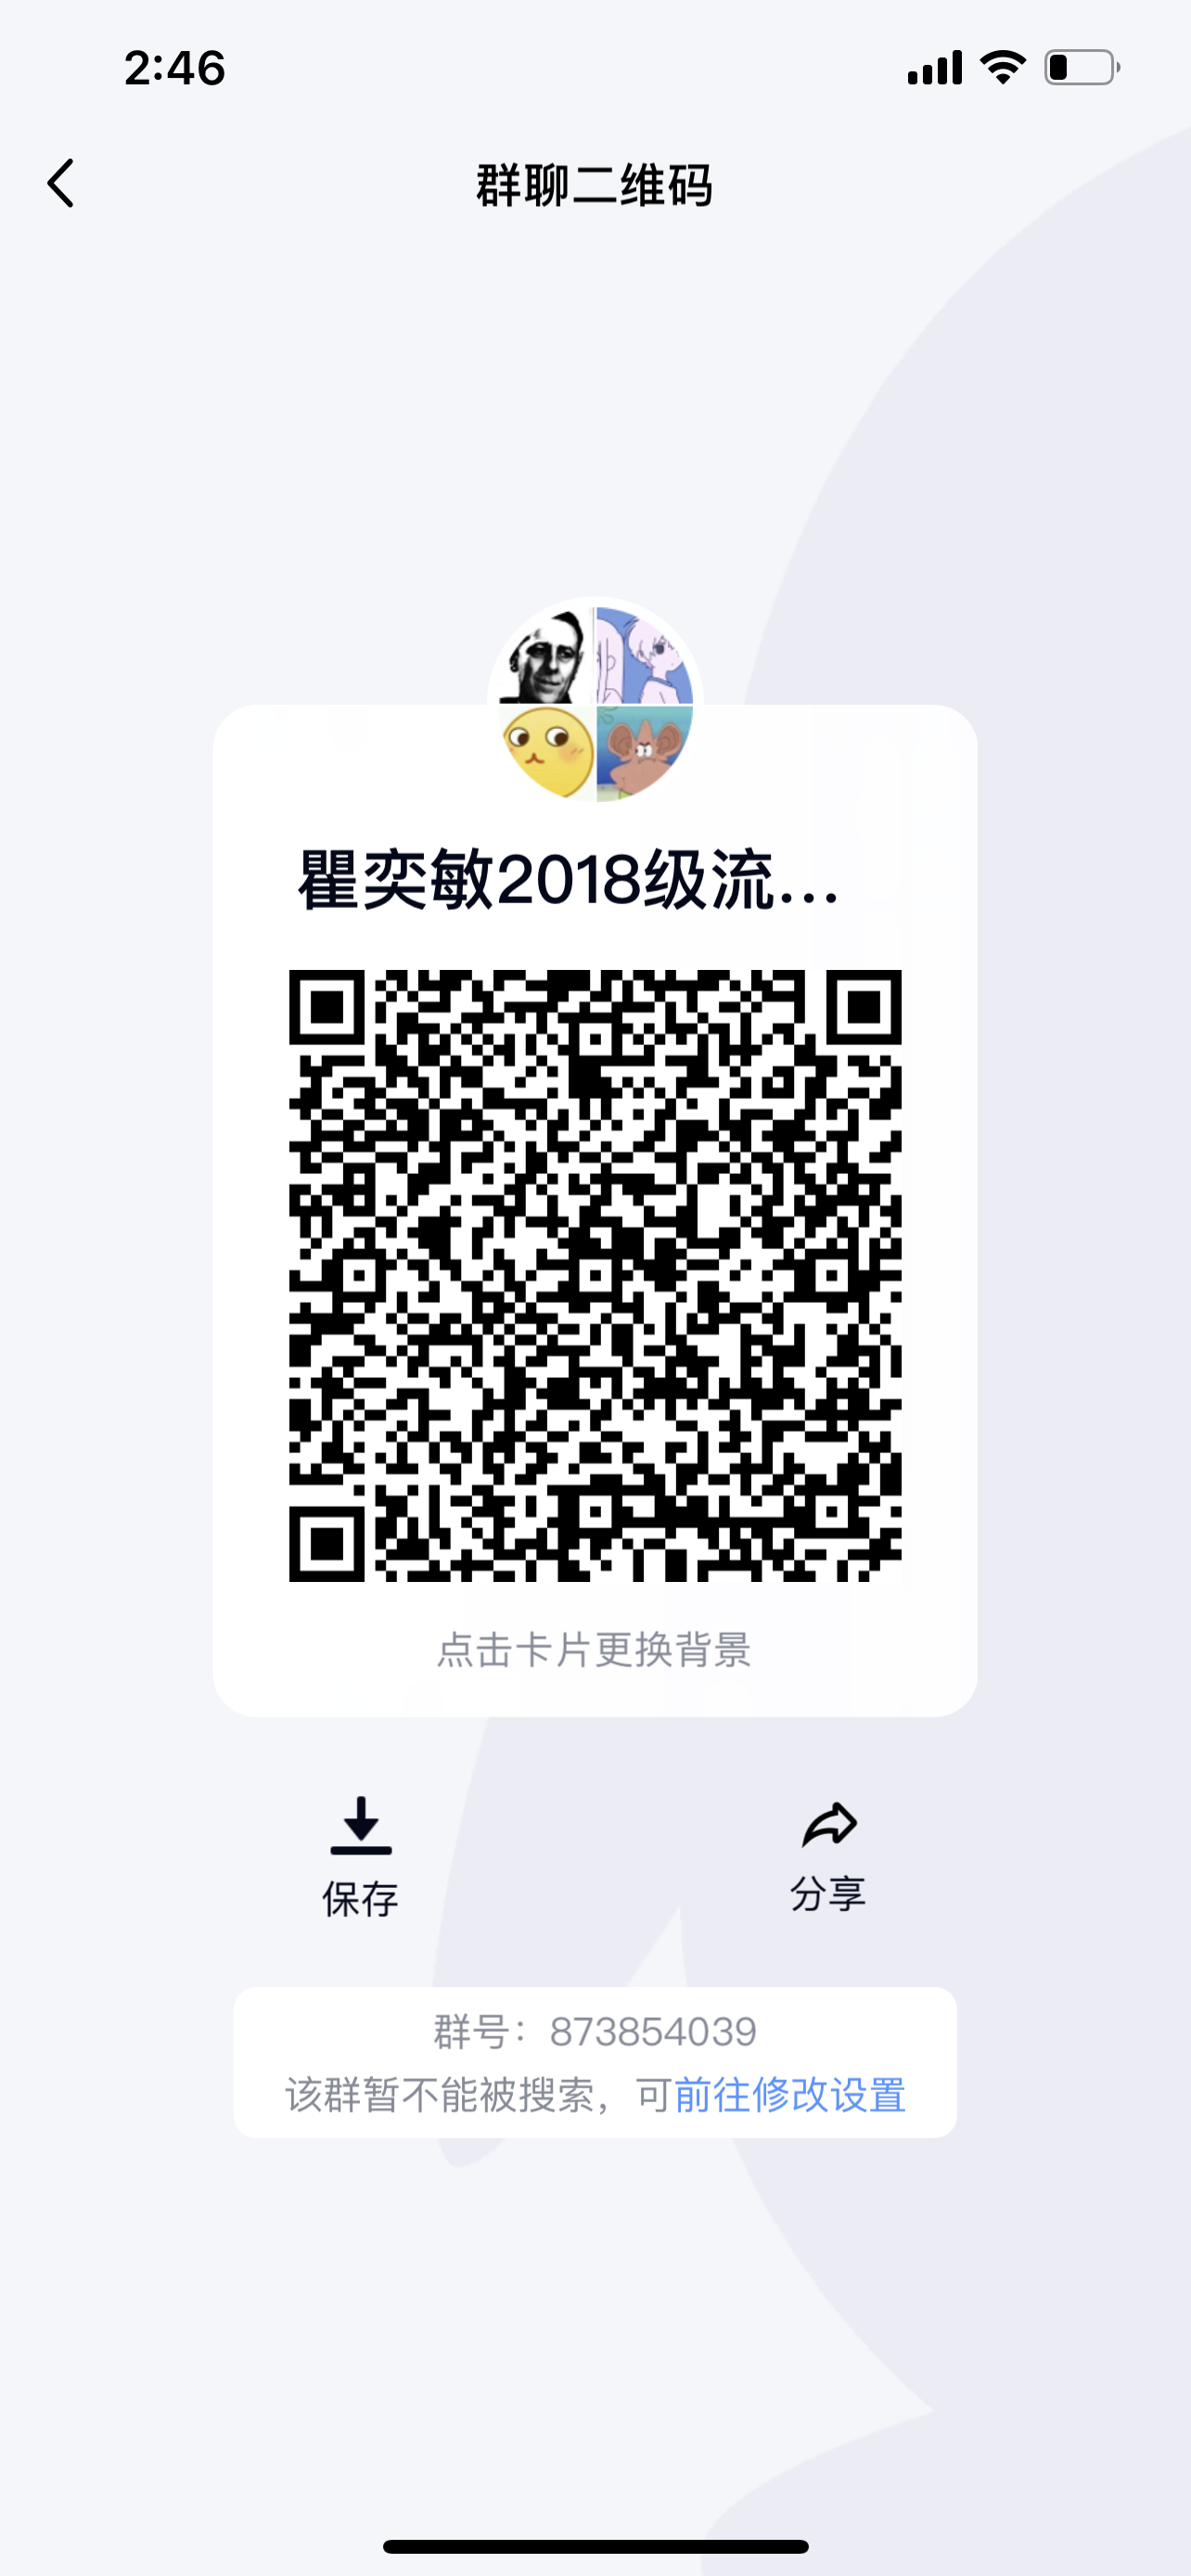 2:46
群聊二维码
瞿奕敏2018级流...
点击卡片更换背景
保存
分享
群号：873854039
该群暂不能被搜索，可前往修改设置